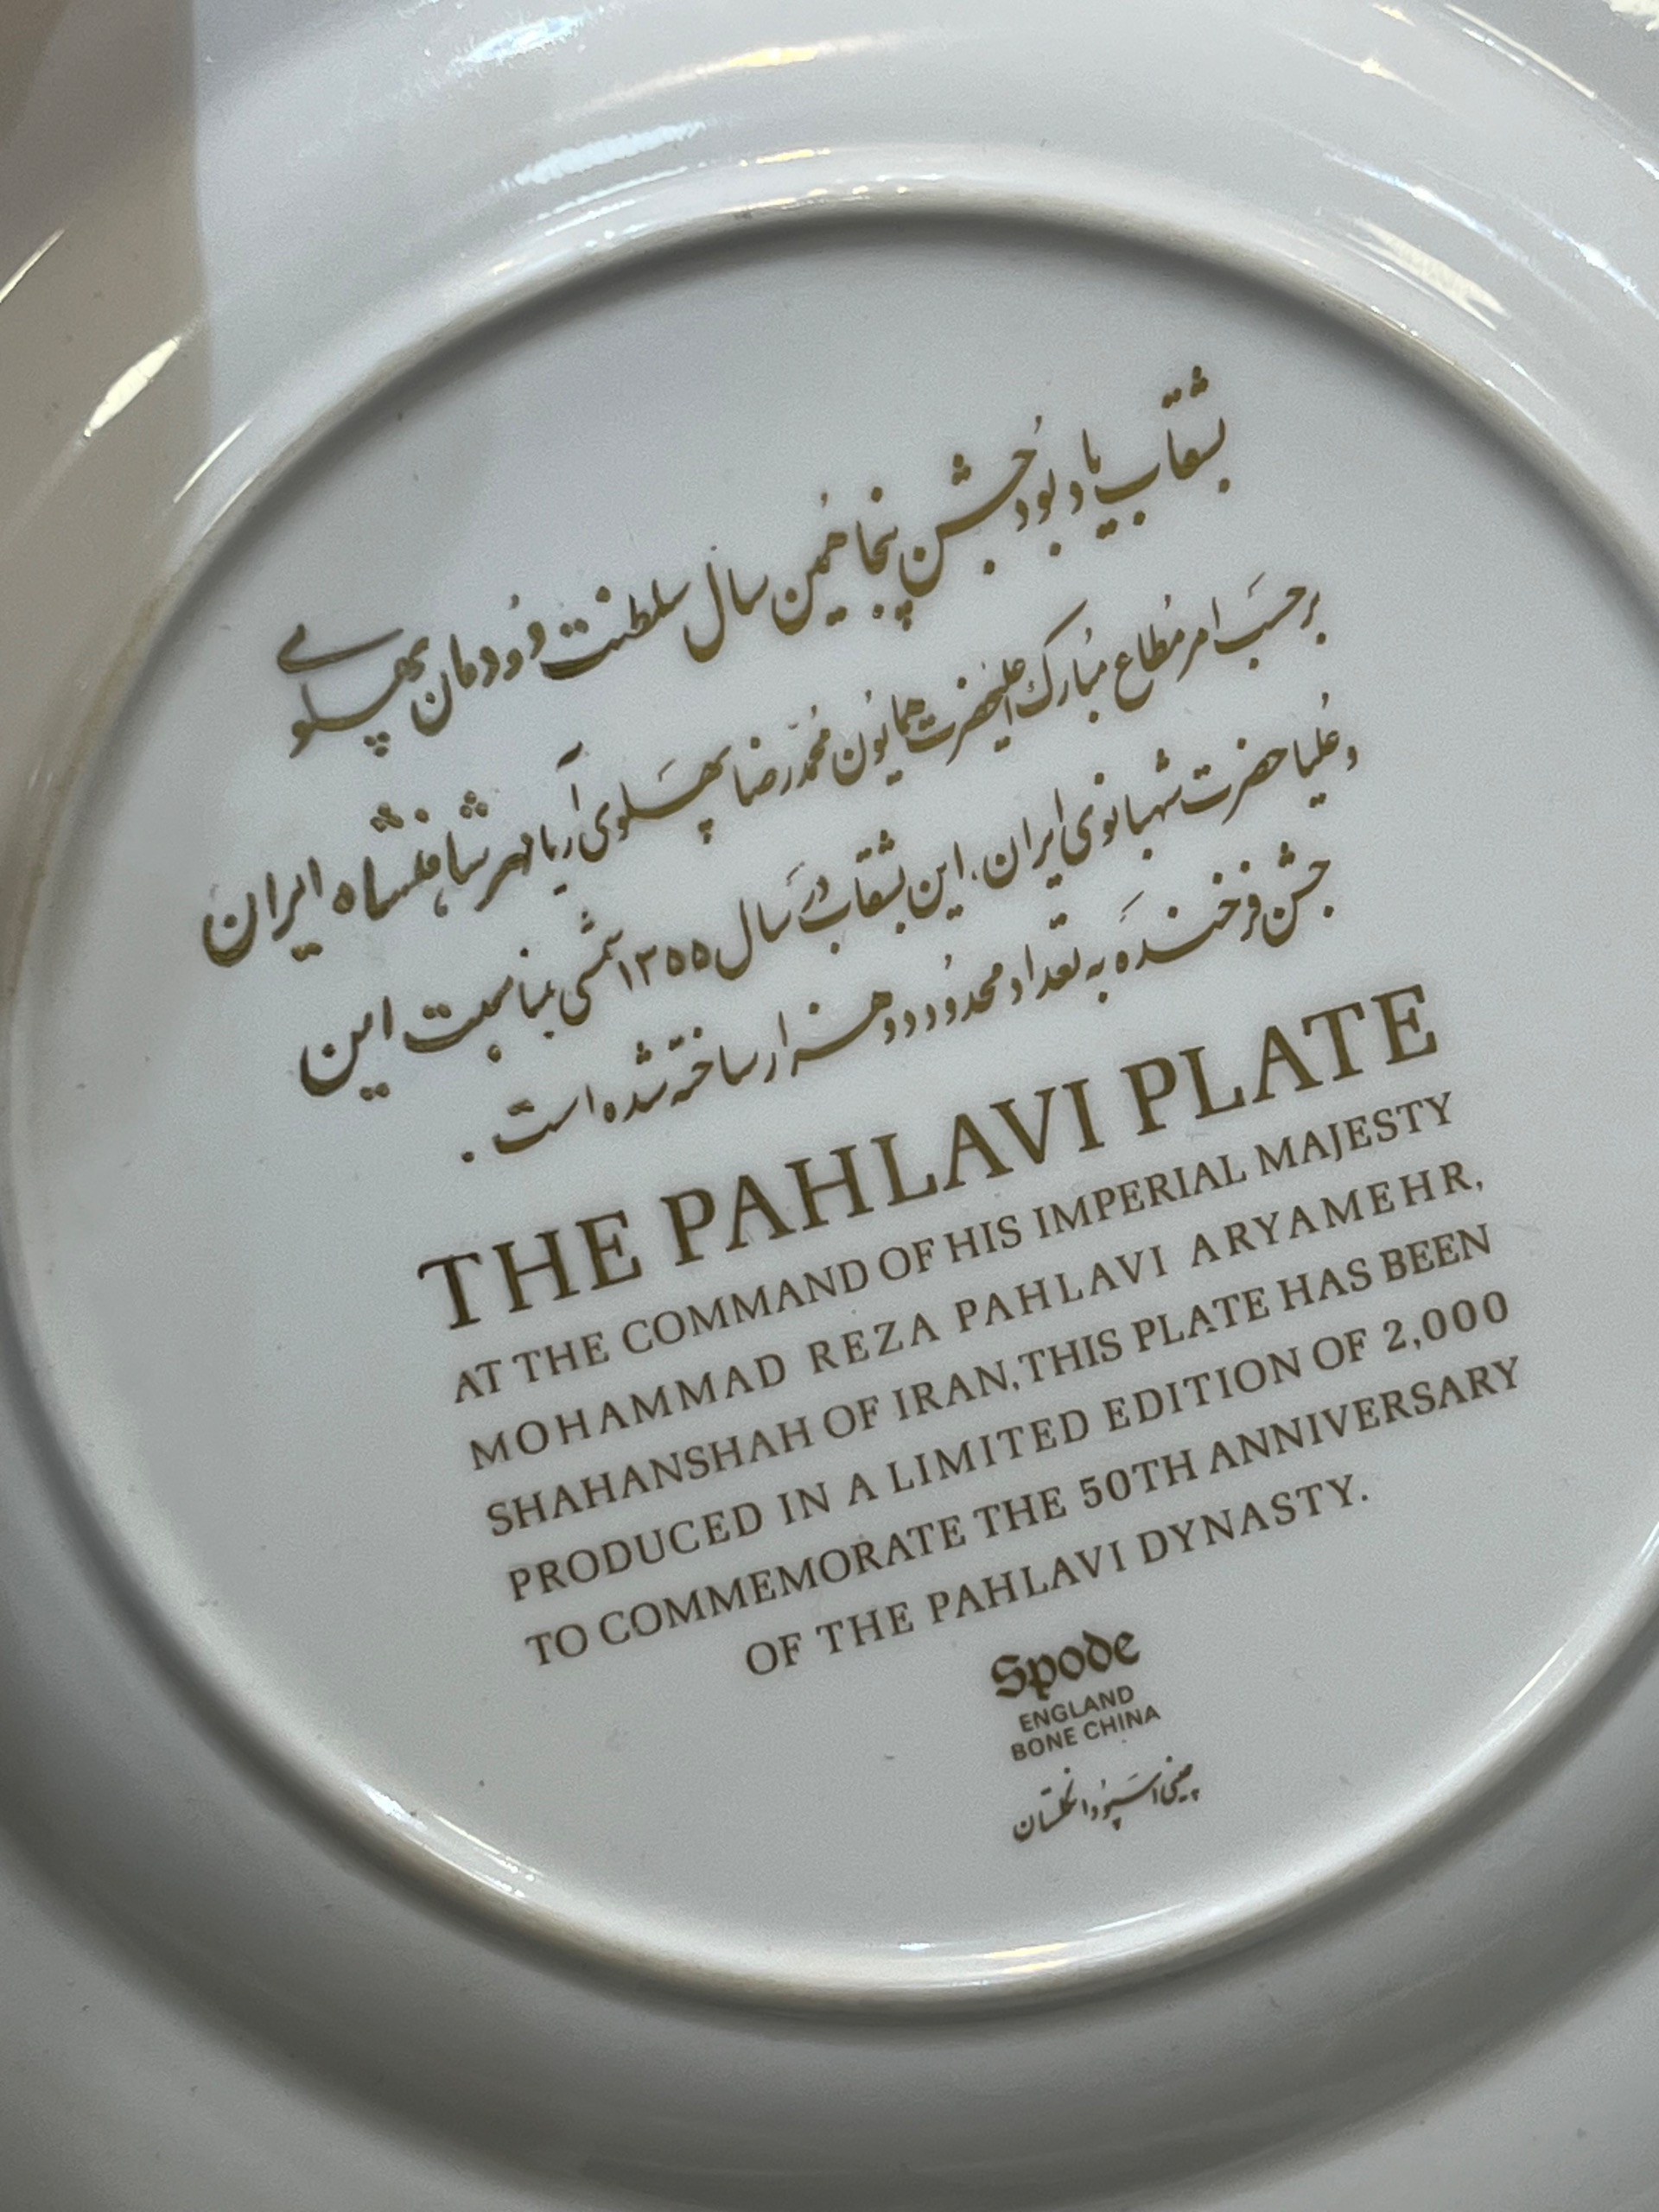 بشقاب یادبود جشن پنجاهمین سال سلطنت دودمان پهلوی
برحسب امر مطاع مبارک اعلیحضرت همایون محمدرضا پهلوی آریامهر شاهنشاه ایران
و علیاحضرت شهبانوی ایران، این بشقاب در سال ۱۳۵۵ شمسی بمناسبت این
جشن فرخنده به تعداد محدود دو هزار ساخته شده است.
THE PAHLAVI PLATE
AT THE COMMAND OF HIS IMPERIAL MAJESTY
MOHAMMAD REZA PAHLAVI ARYAMEHR,
SHAHANSHAH OF IRAN, THIS PLATE HAS BEEN
PRODUCED IN A LIMITED EDITION OF 2,000
TO COMMEMORATE THE 50TH ANNIVERSARY
OF THE PAHLAVI DYNASTY.
Spode
ENGLAND
BONE CHINA
چینی اسپود انگلستان